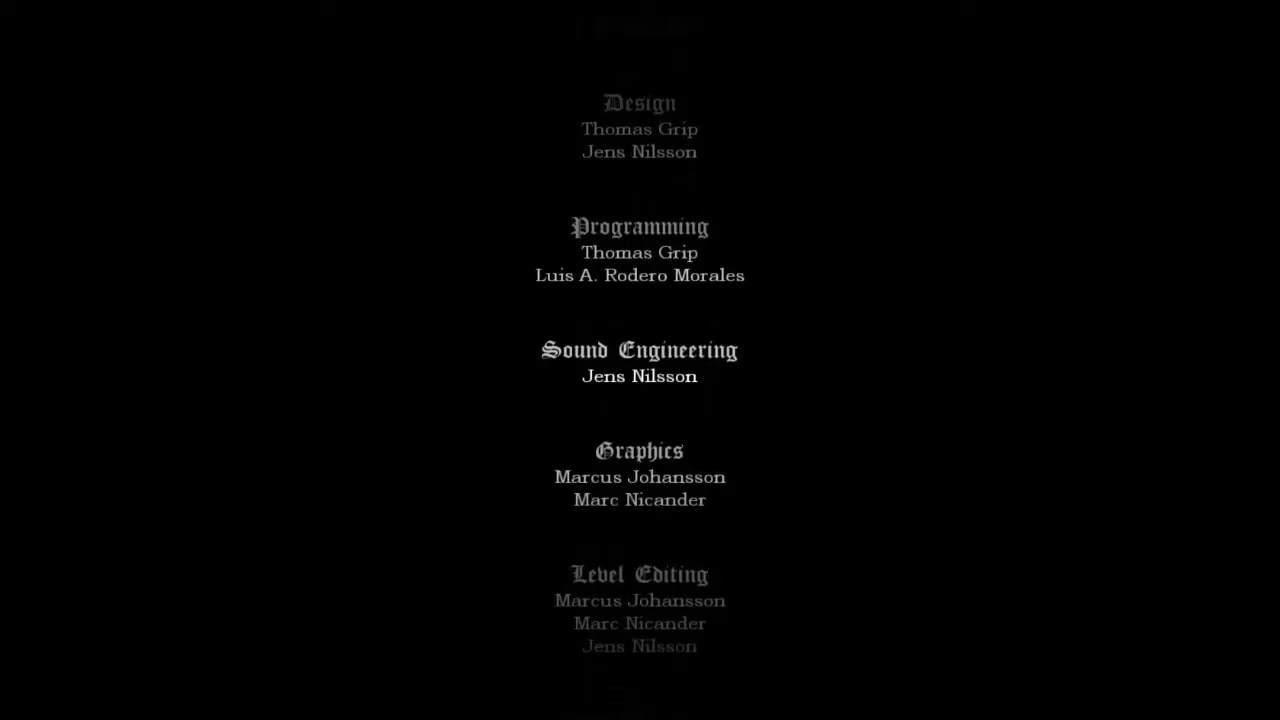 Design
Thomas Grip
Jens Nilsson
Programming
Thomas Grip
Luis A. Rodero Morales
Sound Engineering
Jens Nilsson
Graphics
Marcus Johansson
Marc Nicander
Level Editing
Marcus Johansson
Marc Nicander
Jens Nilsson